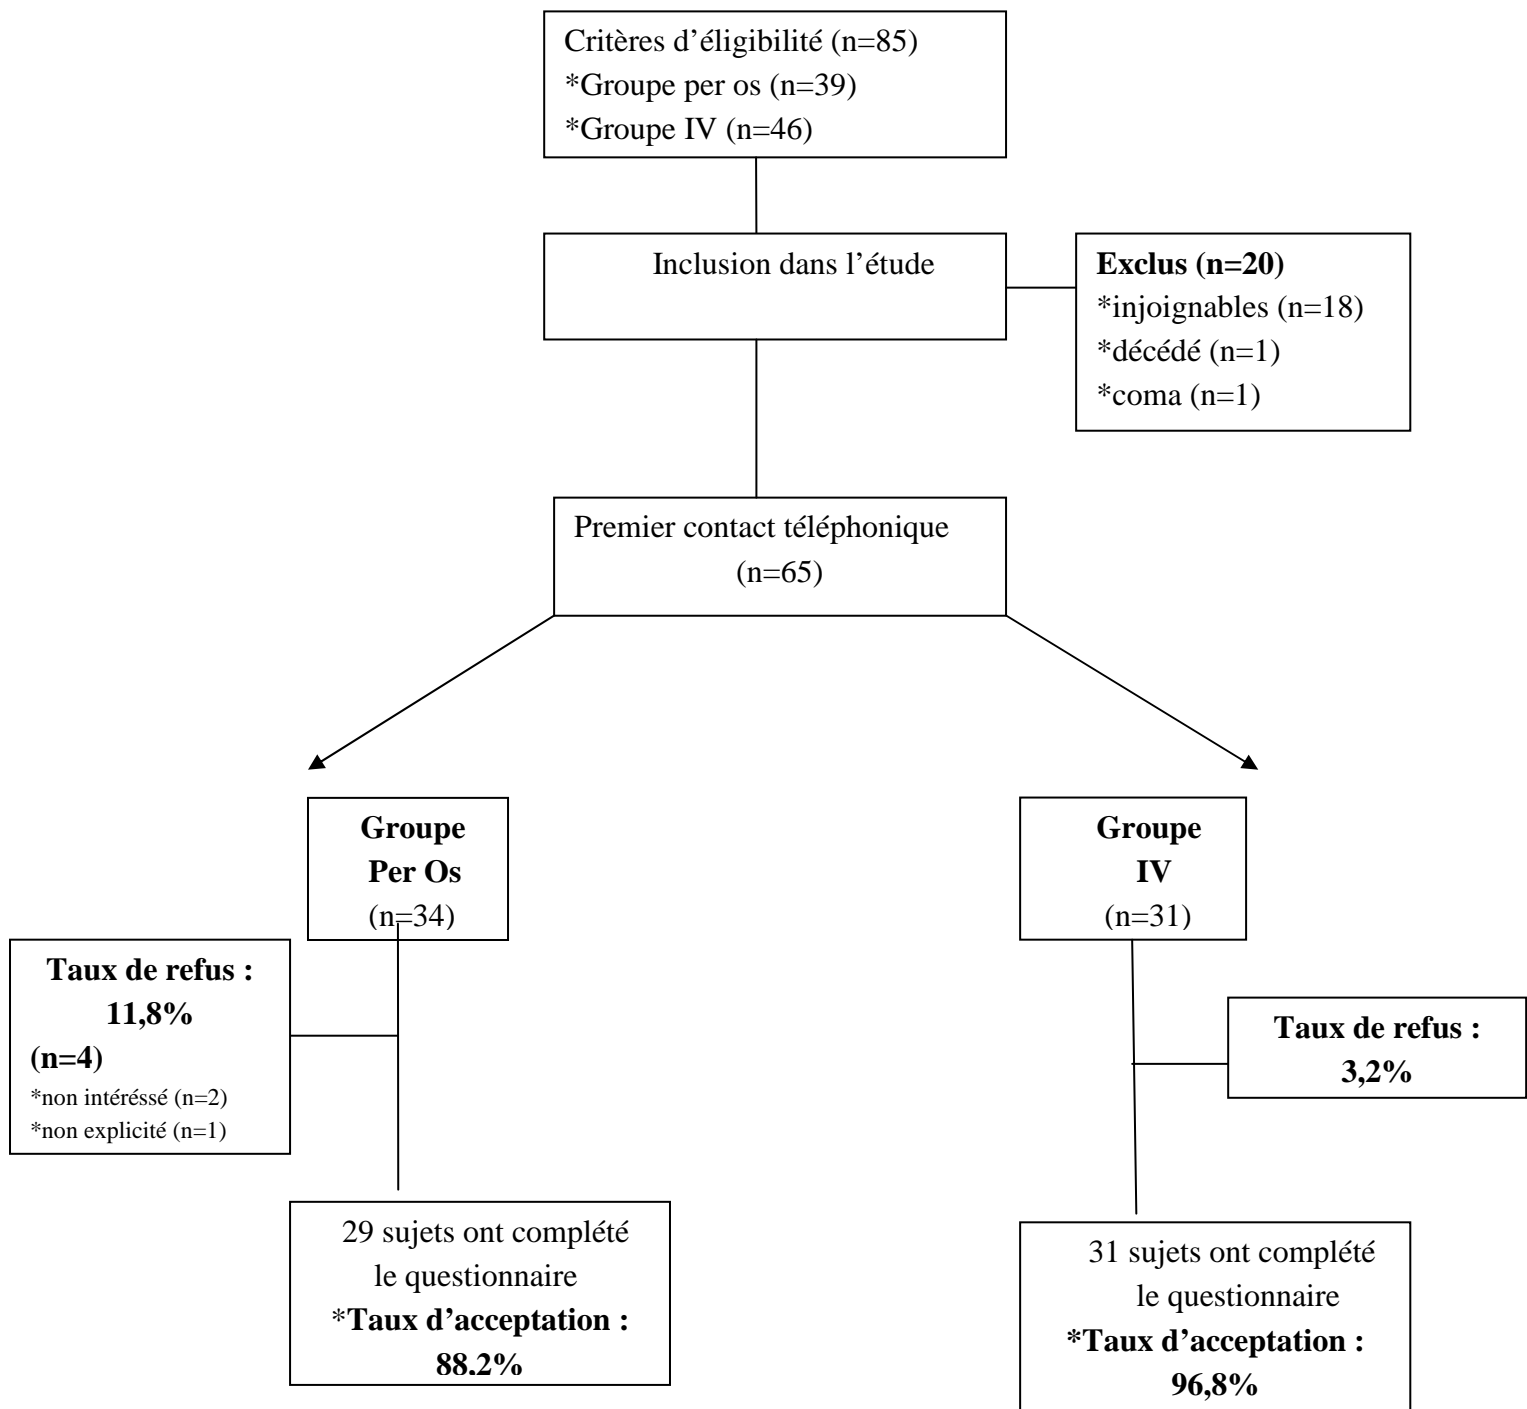 Critères d’éligibilité (n=85)
*Groupe per os (n=39)
*Groupe IV (n=46)
Inclusion dans l’étude
Exclus (n=20)
*injoignables (n=18)
*décédé (n=1)
*coma (n=1)
Premier contact téléphonique
(n=65)
Groupe
Per Os
(n=34)
Groupe
IV
(n=31)
Taux de refus :
11,8%
(n=4)
*non intéréssé (n=2)
*non explicité (n=1)
Taux de refus :
3,2%
29 sujets ont complété
le questionnaire
*Taux d’acceptation :
88,2%
31 sujets ont complété
le questionnaire
*Taux d’acceptation :
96,8%